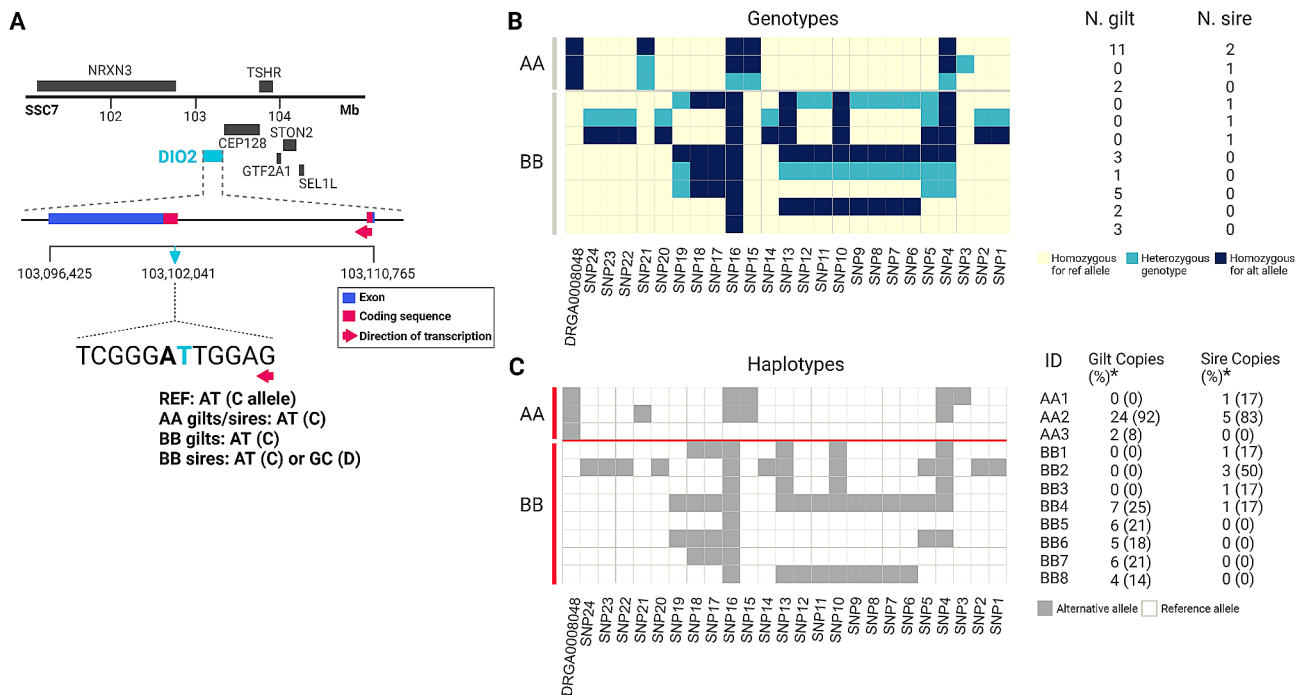 A
NRXN3
TSHR
SSC7
102
103
104
Mb
STON2
CEP128
DIO2
GTF2A1
SEL1L
103,096,425
103,102,041
103,110,765
Exon
Coding sequence
Direction of transcription
TCGGGATTGGAG
REF: AT (C allele)
AA gilts/sires: AT (C)
BB gilts: AT (C)
BB sires: AT (C) or GC (D)
B
Genotypes
N. gilt
N. sire
AA
BB
11 2
0 1
2 0
0 1
0 1
0 1
3 0
1 0
5 0
2 0
3 0
DRGA0008048
SNP24
SNP23
SNP22
SNP21
SNP20
SNP19
SNP18
SNP17
SNP16
SNP15
SNP14
SNP13
SNP12
SNP11
SNP10
SNP9
SNP8
SNP7
SNP6
SNP5
SNP4
SNP3
SNP2
SNP1
Homozygous
for ref allele
Heterozygous
genotype
Homozygous
for alt allele
C
Haplotypes
AA
BB
ID
Gilt Copies
(%)*
Sire Copies
(%)*
AA1 0 (0) 1 (17)
AA2 24 (92) 5 (83)
AA3 2 (8) 0 (0)
BB1 0 (0) 1 (17)
BB2 0 (0) 3 (50)
BB3 0 (0) 1 (17)
BB4 7 (25) 1 (17)
BB5 6 (21) 0 (0)
BB6 5 (18) 0 (0)
BB7 6 (21) 0 (0)
BB8 4 (14) 0 (0)
Alternative allele
Reference allele
DRGA0008048
SNP24
SNP23
SNP22
SNP21
SNP20
SNP19
SNP18
SNP17
SNP16
SNP15
SNP14
SNP13
SNP12
SNP11
SNP10
SNP9
SNP8
SNP7
SNP6
SNP5
SNP4
SNP3
SNP2
SNP1